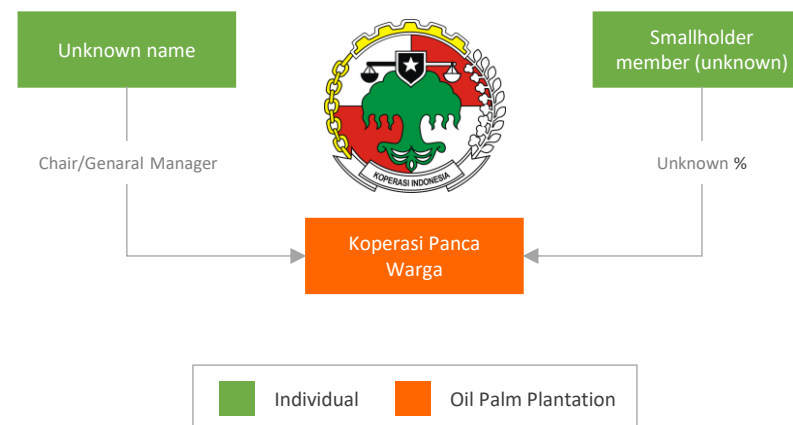 Unknown name
Smallholder
member (unknown)
KOPERASI INDONESIA
Chair/Genaral Manager
Unknown %
Koperasi Panca
Warga
Individual
Oil Palm Plantation